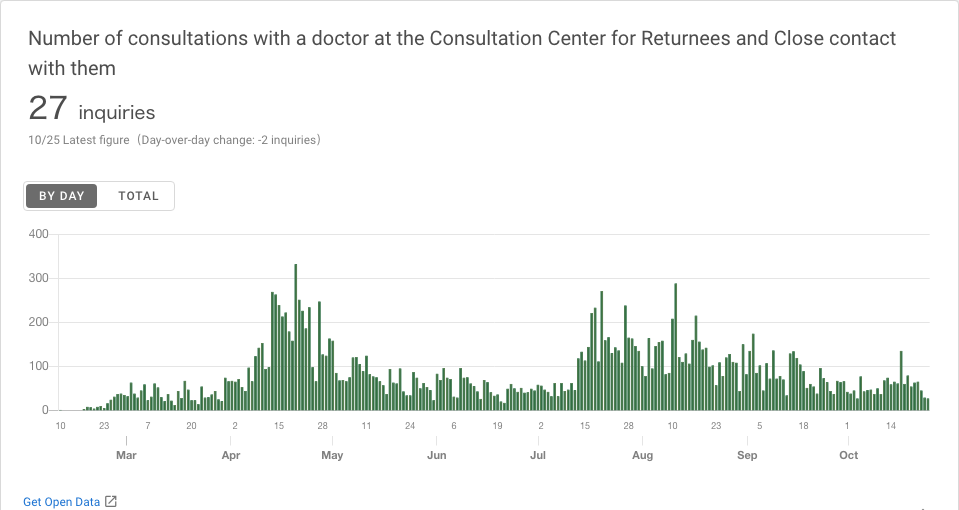 Number of consultations with a doctor at the Consultation Center for Returnees and Close contact
with them
27 inquiries
10/25 Latest figure（Day-over-day change: -2 inquiries）
BY DAY TOTAL
400
300
200
100
0
10 23 7 20 2 15 28 11 24 6 19 2 15 28 10 23 5 18 1 14
Mar Apr May Jun Jul Aug Sep Oct
Get Open Data